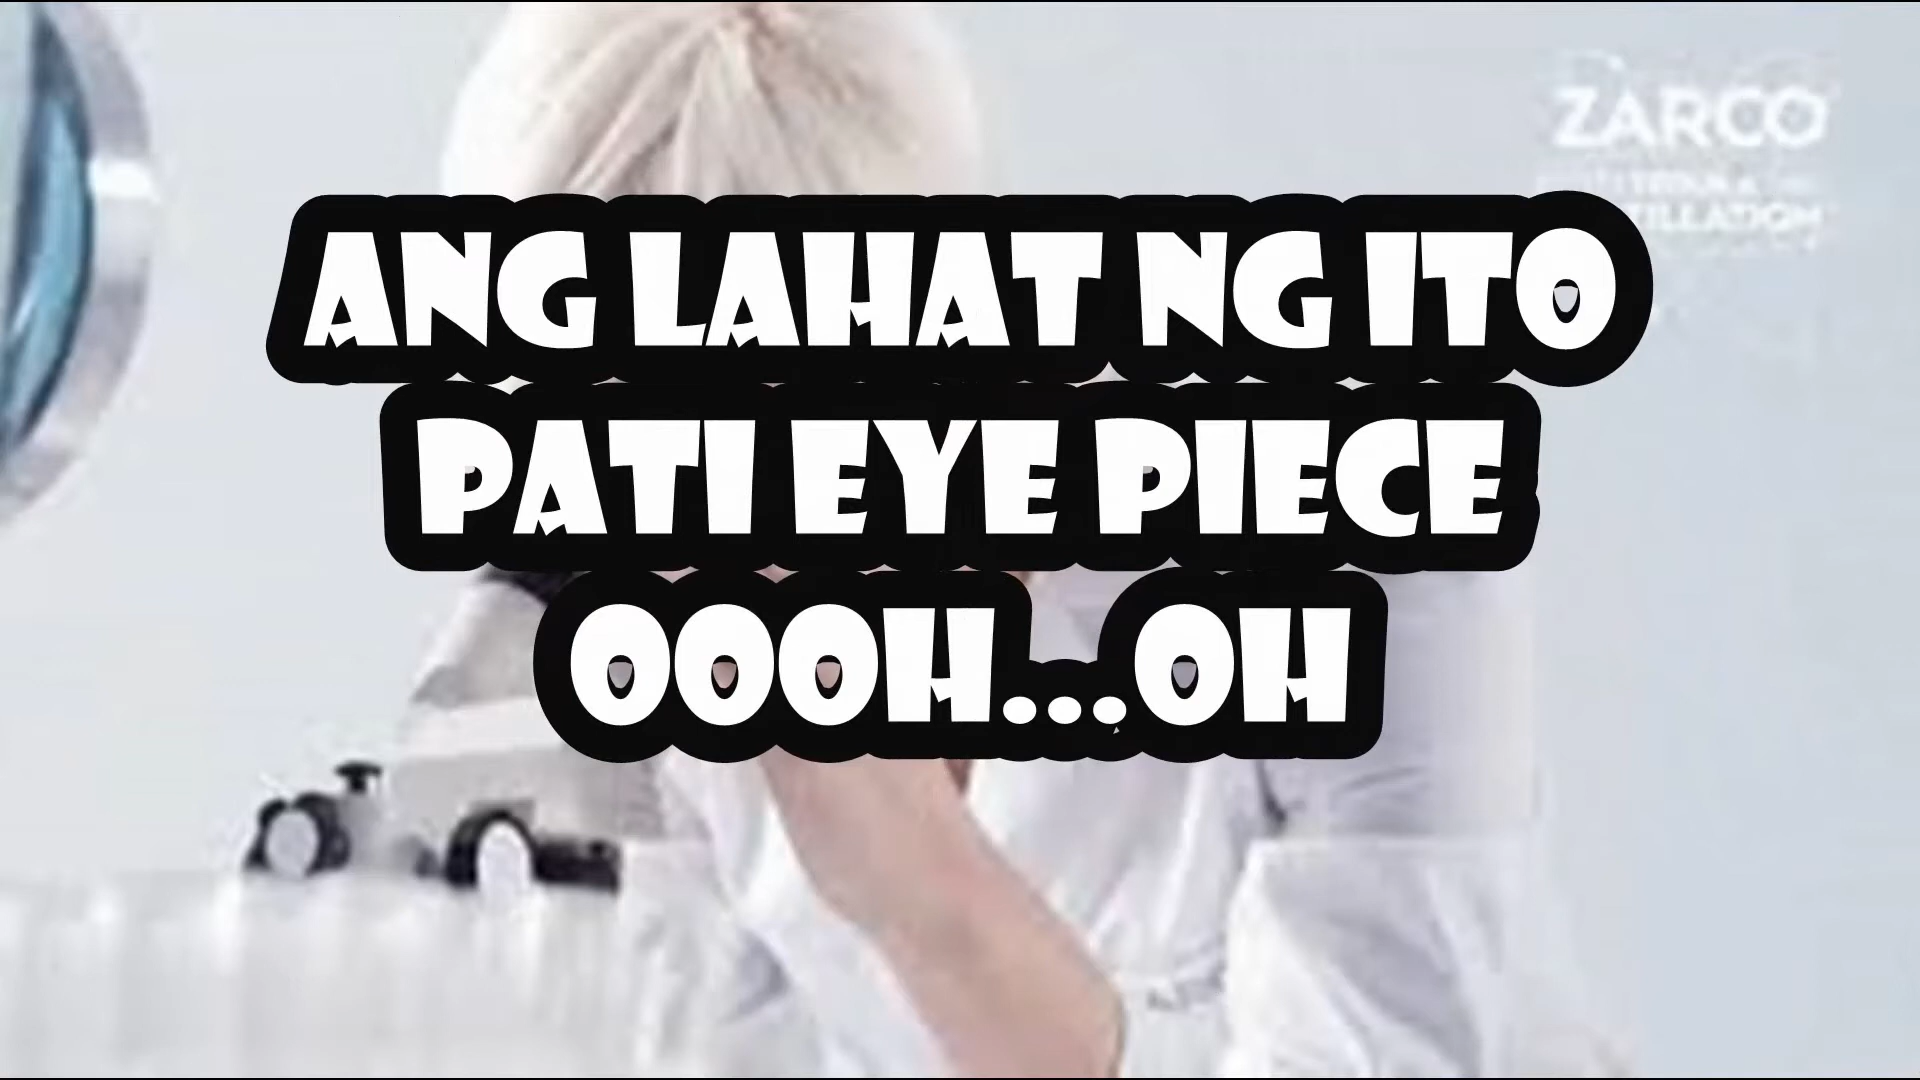 ZARCO
ANG LAHAT NG ITO
PATI EYE PIECE
OOOH...OH